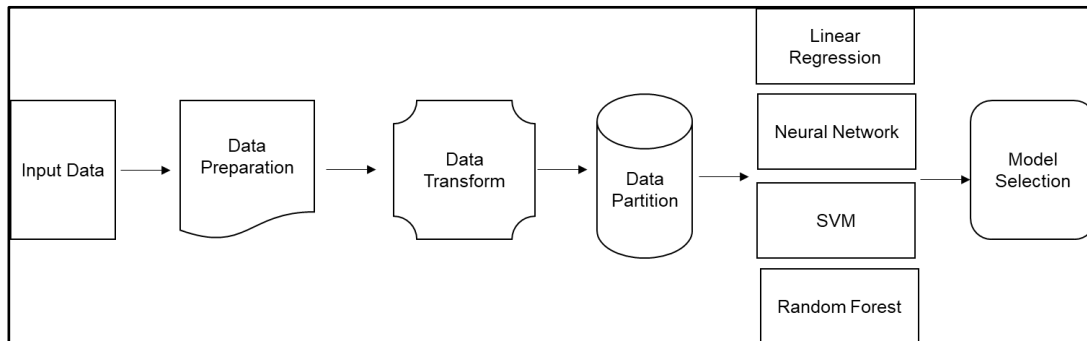 Input Data
Data
Preparation
Data
Transform
Data
Partition
Linear
Regression
Neural Network
SVM
Random Forest
Model
Selection